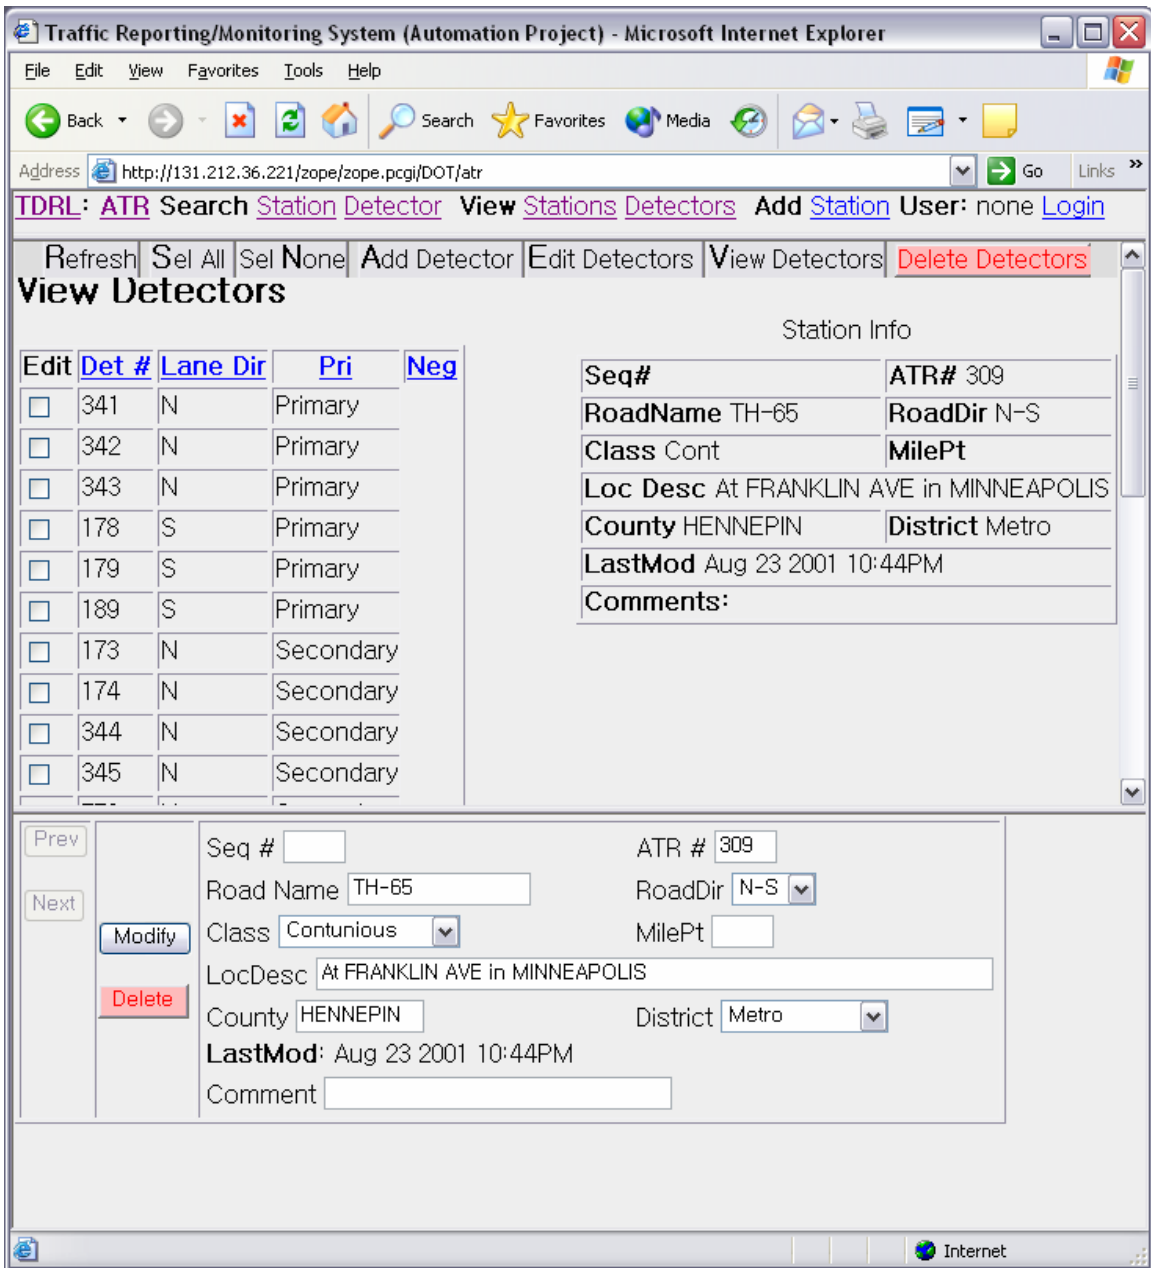 Traffic Reporting/Monitoring System (Automation Project) - Microsoft Internet Explorer
File Edit View Favorites Tools Help
Back Search Favorites Media
Address http://131.212.36.221/zope/zope.pcgi/DOT/atr Go Links »
TDRL: ATR Search Station Detector View Stations Detectors Add Station User: none Login
Refresh Sel All Sel None Add Detector Edit Detectors View Detectors Delete Detectors
View Detectors
Edit Det # Lane Dir Pri Neg
341 N Primary
342 N Primary
343 N Primary
178 S Primary
179 S Primary
189 S Primary
173 N Secondary
174 N Secondary
344 N Secondary
345 N Secondary
Station Info
Seq# ATR# 309
RoadName TH-65 RoadDir N-S
Class Cont MilePt
Loc Desc At FRANKLIN AVE in MINNEAPOLIS
County HENNEPIN District Metro
LastMod Aug 23 2001 10:44PM
Comments:
Prev
Next
Modify
Delete
Seq # ATR # 309
Road Name TH-65 RoadDir N-S
Class Contunious MilePt
LocDesc At FRANKLIN AVE in MINNEAPOLIS
County HENNEPIN District Metro
LastMod: Aug 23 2001 10:44PM
Comment
Internet